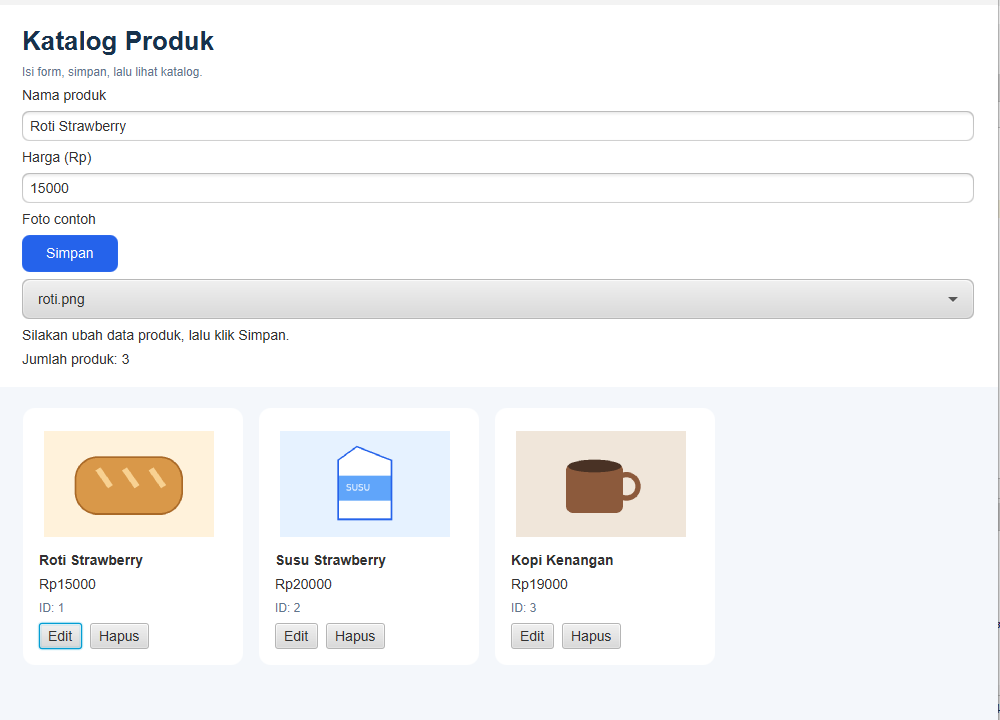 Katalog Produk
Isi form, simpan, lalu lihat katalog.
Nama produk
Roti Strawberry
Harga (Rp)
15000
Foto contoh
Simpan
roti.png
Silakan ubah data produk, lalu klik Simpan.
Jumlah produk: 3
Roti Strawberry
Rp15000
ID: 1
Edit Hapus
SUSU
Susu Strawberry
Rp20000
ID: 2
Edit Hapus
Kopi Kenangan
Rp19000
ID: 3
Edit Hapus